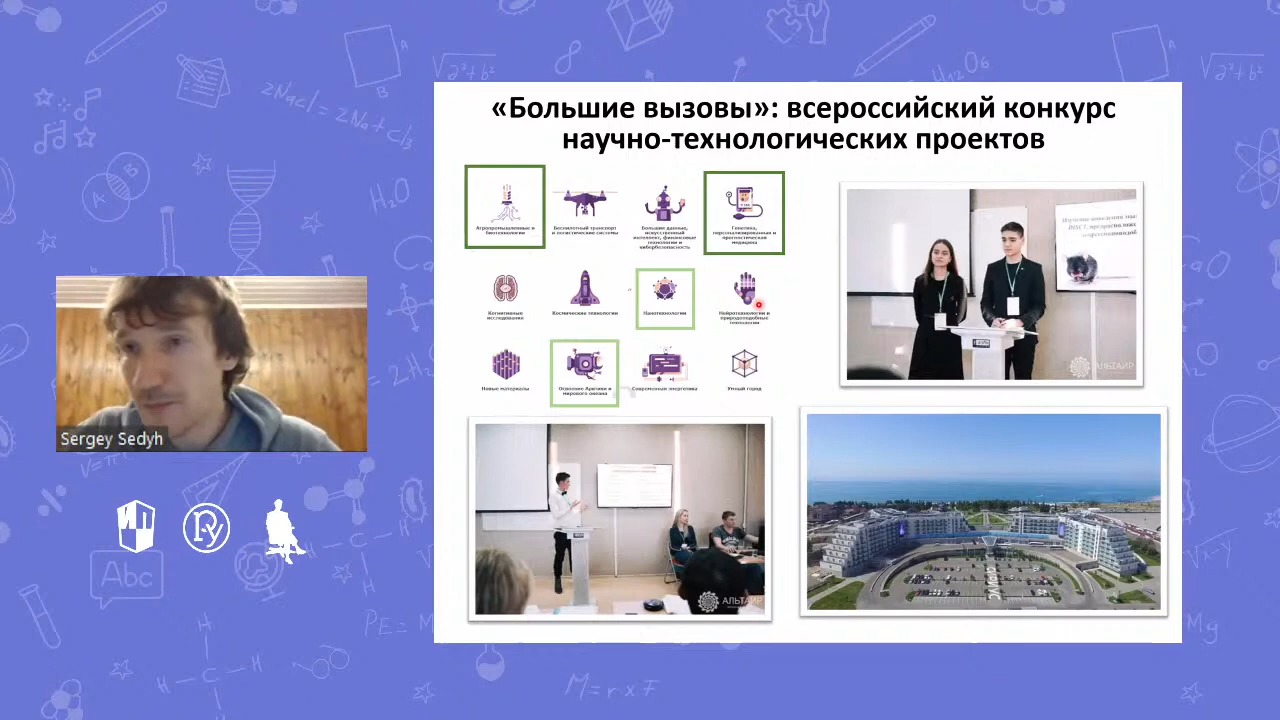 «Большие вызовы»: всероссийский конкурс
научно-технологических проектов
Агропромышленные и
биотехнологии
Беспилотный транспорт
и логистические системы
Большие данные,
искусственный
интеллект, финансовые
технологии и
кибербезопасность
Генетика,
персонализированная и
прогностическая
медицина
Когнитивные
исследования
Космические технологии
Нанотехнологии
Нейротехнологии и
природоподобные
технологии
Новые материалы
Освоение Арктики и
мирового океана
Современная энергетика
Умный город
АЛЬТАИР
АЛЬТАИР
Sergey Sedyh
Abc
H₂O
A
B
M=r x F